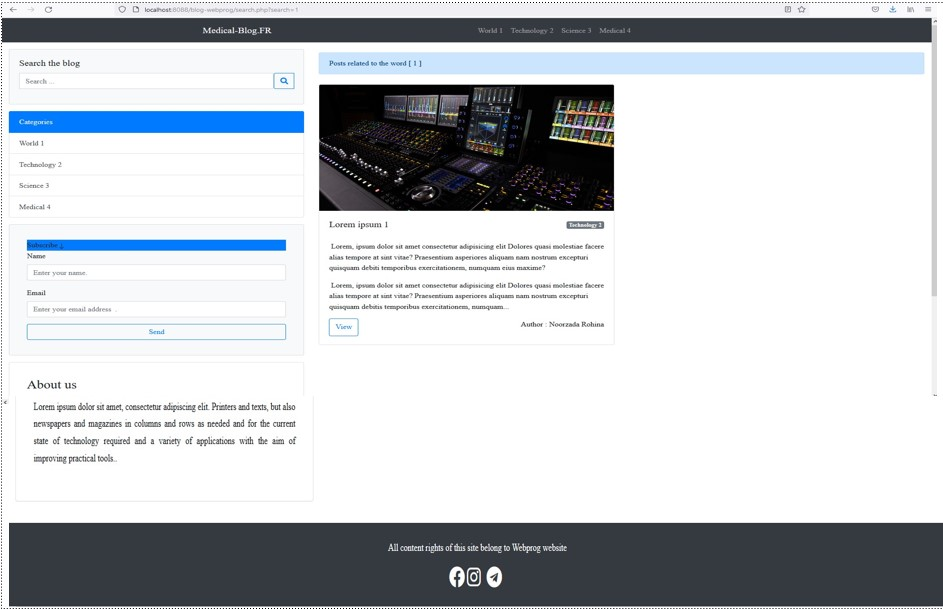 localhost:8088/blog-webprog/search.php?search=1
Medical-Blog.FR
World 1 Technology 2 Science 3 Medical 4
Search the blog
Search ...
Categories
World 1
Technology 2
Science 3
Medical 4
Subscribe :.
Name
Enter your name.
Email
Enter your email address .
Send
About us
Lorem ipsum dolor sit amet, consectetur adipiscing elit. Printers and texts, but also
newspapers and magazines in columns and rows as needed and for the current
state of technology required and a variety of applications with the aim of
improving practical tools..
Posts related to the word [ 1 ]
Lorem ipsum 1
Technology 2
Lorem, ipsum dolor sit amet consectetur adipisicing elit Dolores quasi molestiae facere
alias tempore at sint vitae? Praesentium asperiores aliquam nam nostrum excepturi
quisquam debiti temporibus exercitationem, numquam eius maxime?
Lorem, ipsum dolor sit amet consectetur adipisicing elit Dolores quasi molestiae facere
alias tempore at sint vitae? Praesentium asperiores aliquam nam nostrum excepturi
quisquam debitis temporibus exercitationem, numquam...
View
Author : Noorzada Rohina
All content rights of this site belong to Webprog website